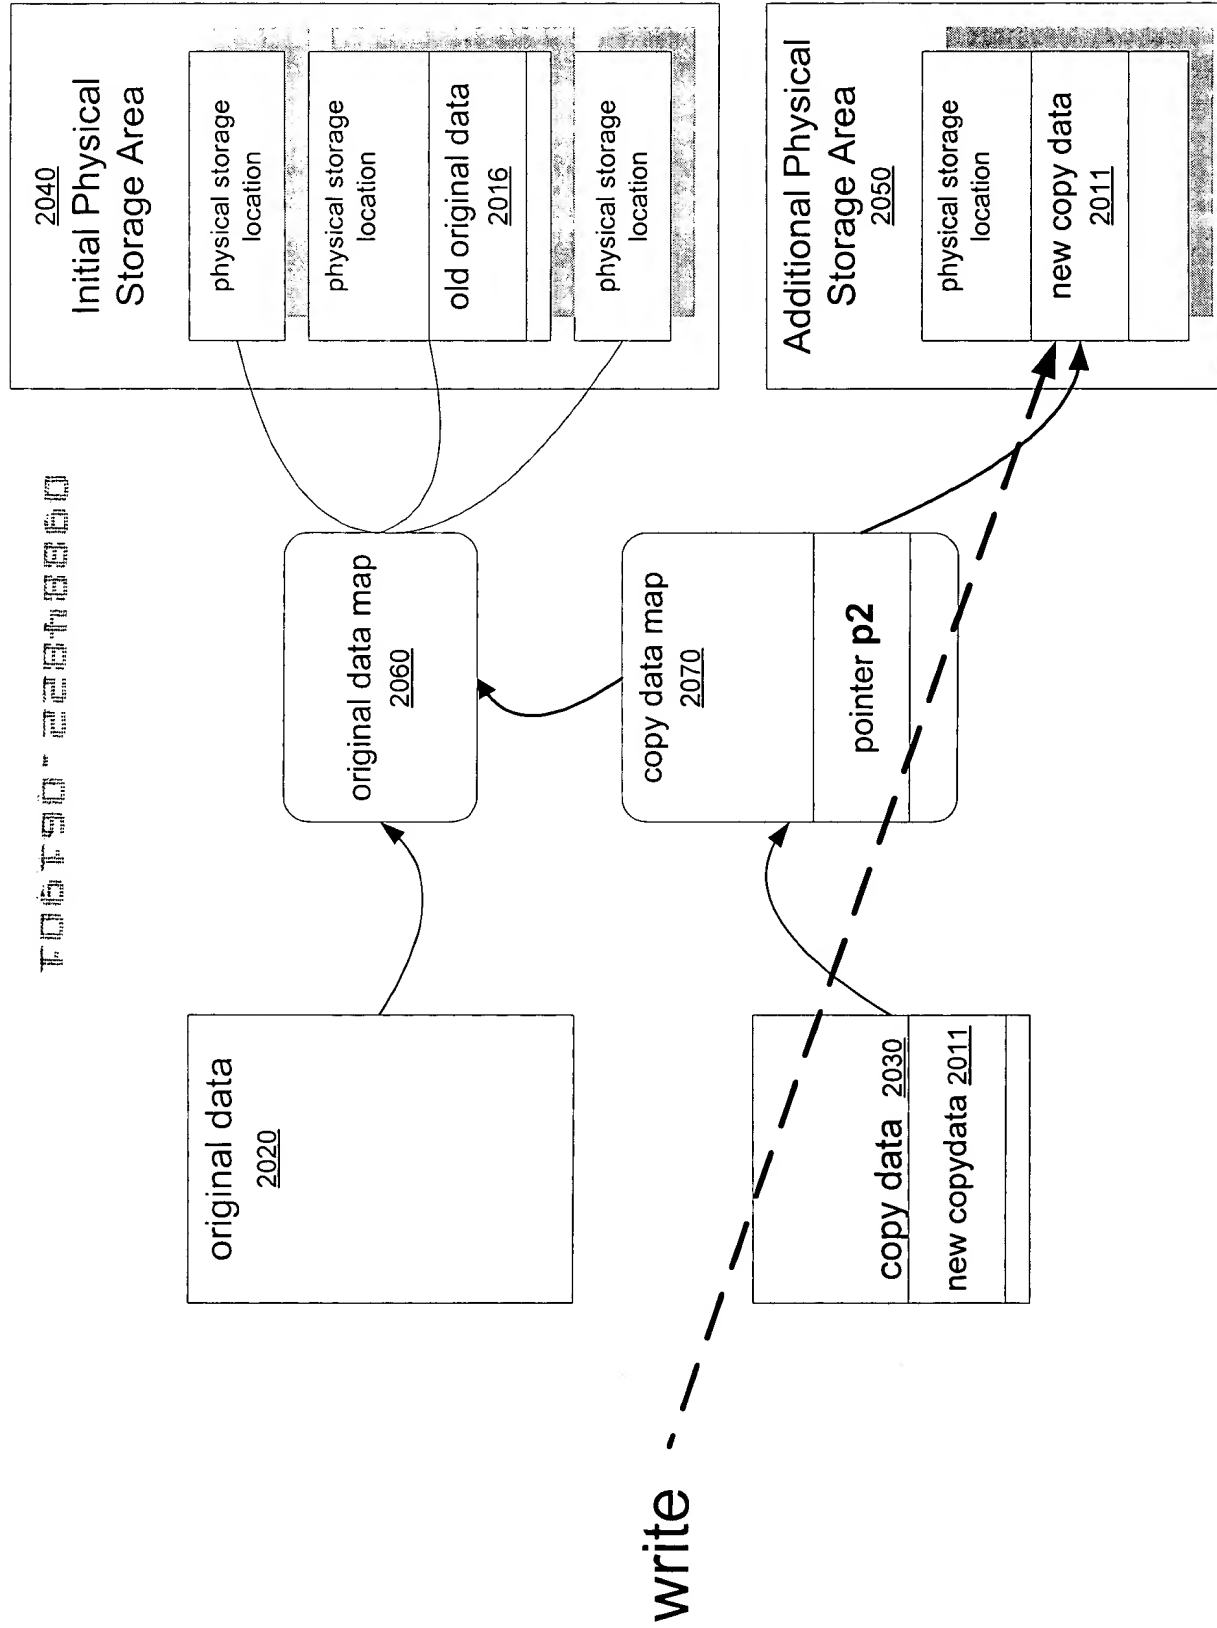 2040
Initial Physical
Storage Area
physical storage
location
physical storage
location
old original data
2016
physical storage
location
Additional Physical
Storage Area
2050
physical storage
location
new copy data
2011
original data map
2060
copy data map
2070
pointer p2
original data
2020
copy data 2030
new copydata 2011
write